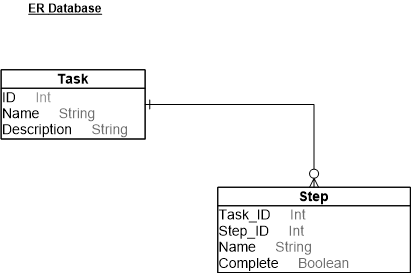 ER Database
Task
ID Int
Name String
Description String
Step
Task_ID Int
Step_ID Int
Name String
Complete Boolean